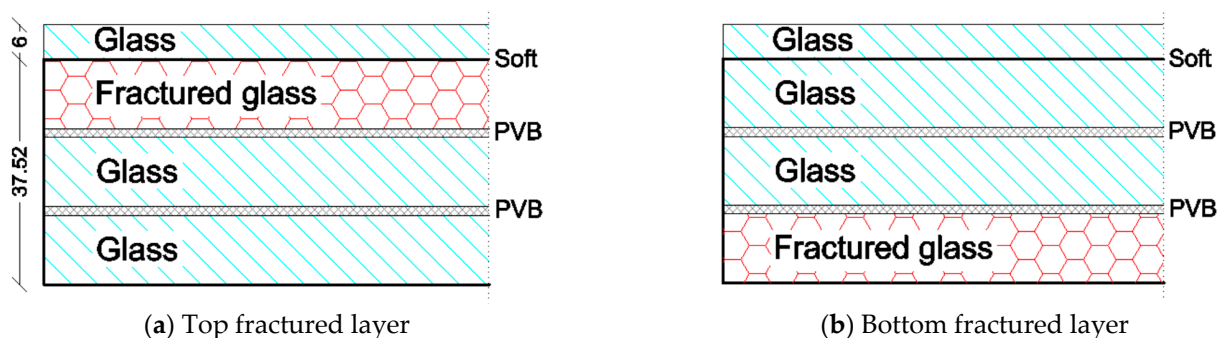 6
37.52
Glass
Soft
Fractured glass
PVB
Glass
PVB
Glass
(a) Top fractured layer
Glass
Soft
Glass
PVB
Glass
PVB
Fractured glass
(b) Bottom fractured layer